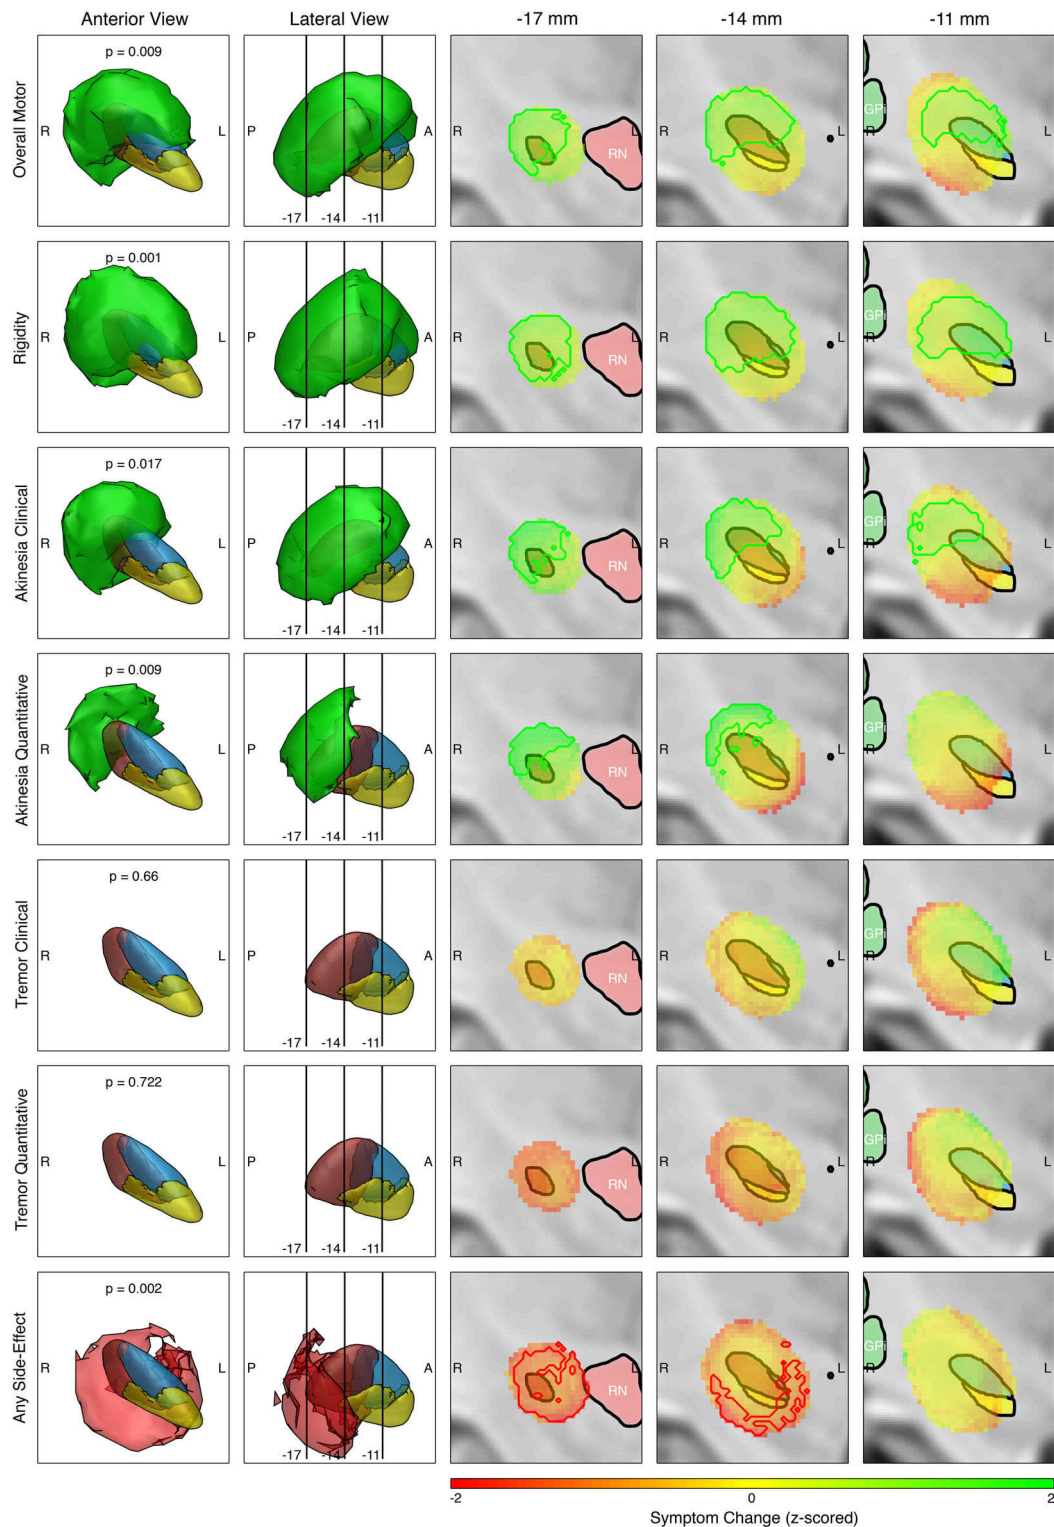 Anterior View Lateral View -17 mm -14 mm -11 mm
Overall Motor
p = 0.009
R L
P A
-17 -14 -11
R RN L
L
GPi R
Rigidity
p = 0.001
R L
P A
-17 -14 -11
R RN L
L
GPi R
Akinesia Clinical
p = 0.017
R L
P A
-17 -14 -11
R RN L
L
GPi R
Akinesia Quantitative
p = 0.009
R L
P A
-17 -14 -11
R RN L
R L
GPi R
Tremor Clinical
p = 0.66
R L
P A
-17 -14 -11
R RN L
R L
GPi R
Tremor Quantitative
p = 0.722
R L
P A
-17 -14 -11
R RN L
R L
GPi R
Any Side-Effect
p = 0.002
R L
P A
-17 -14 -11
R RN L
R L
GPi R
-2 0 2
Symptom Change (z-scored)